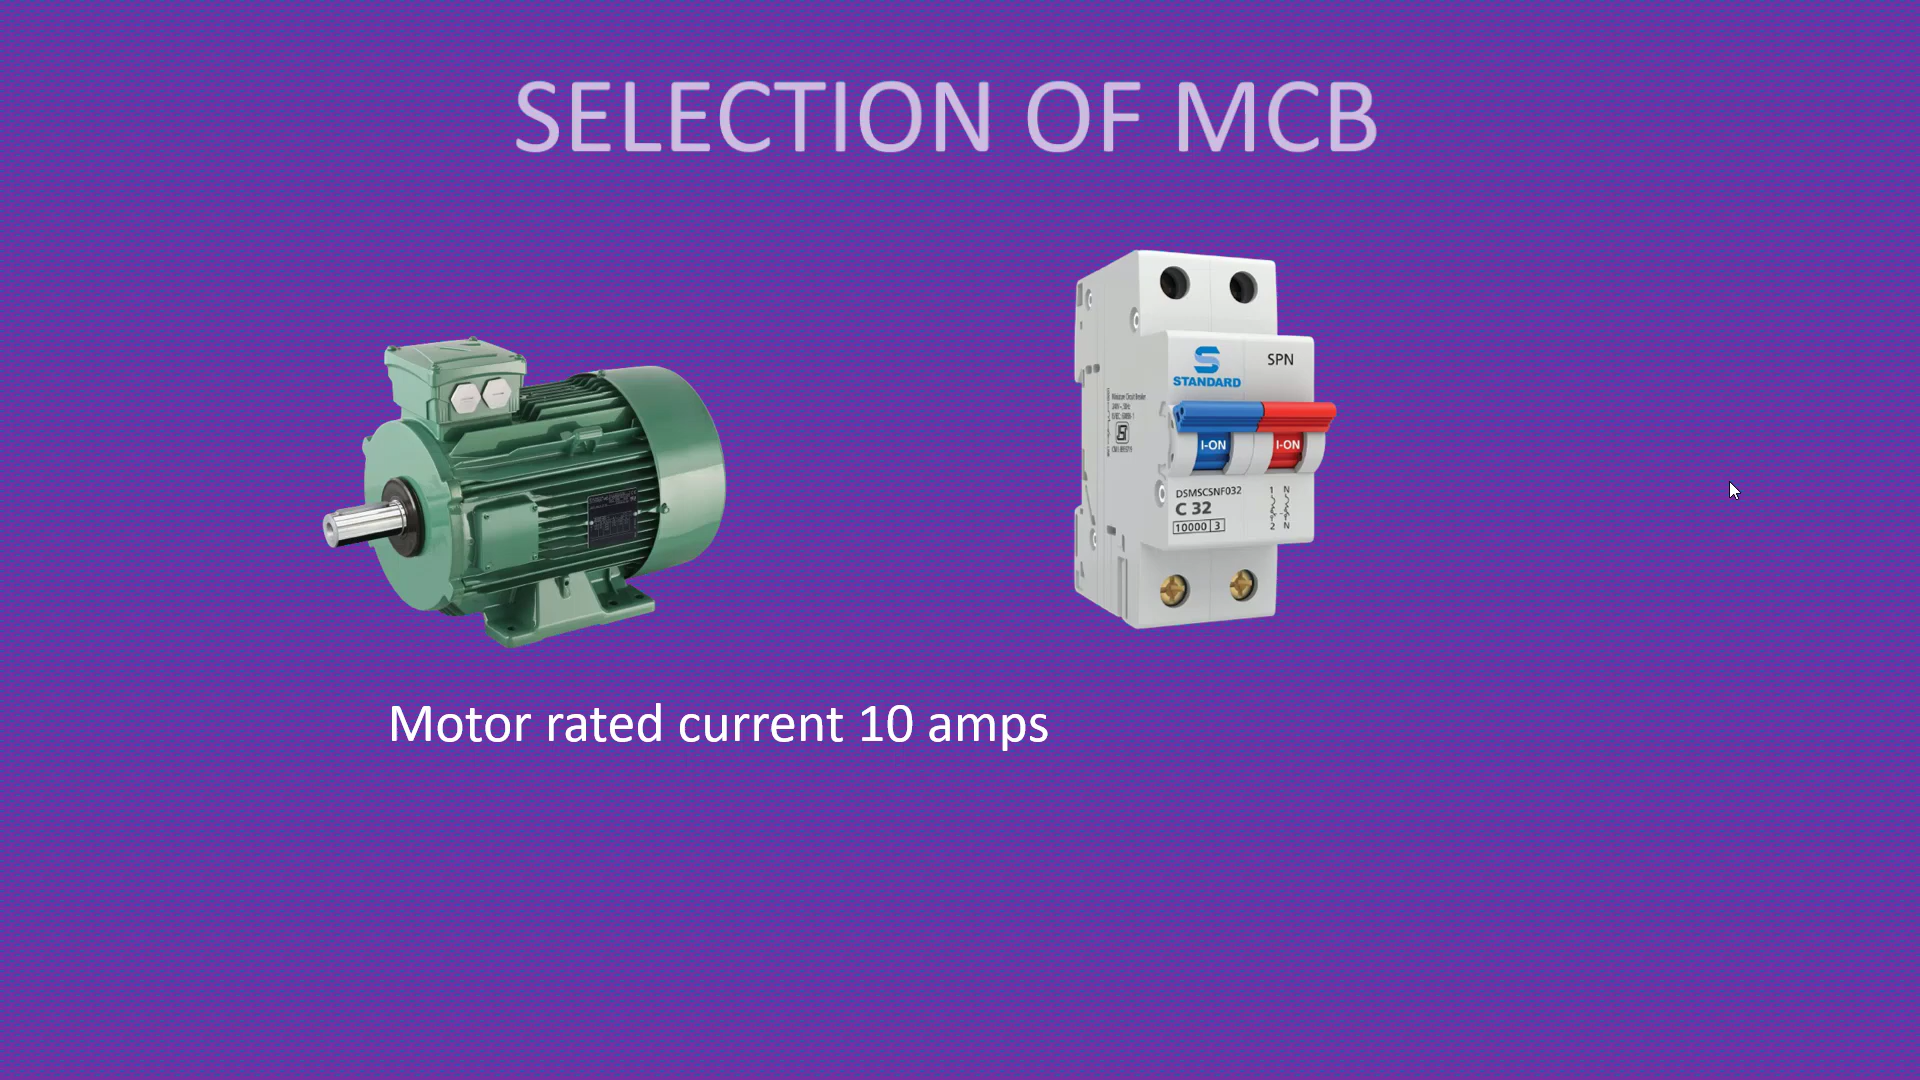 SELECTION OF MCB
STANDARD
SPN
I-ON
I-ON
DSMSCSNF032
C 32
10000 3
1 N
2 N
Motor rated current 10 amps